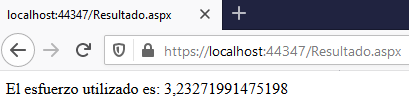 localhost:44347/Resultado.aspx
https://localhost:44347/Resultado.aspx
El esfuerzo utilizado es: 3,23271991475198